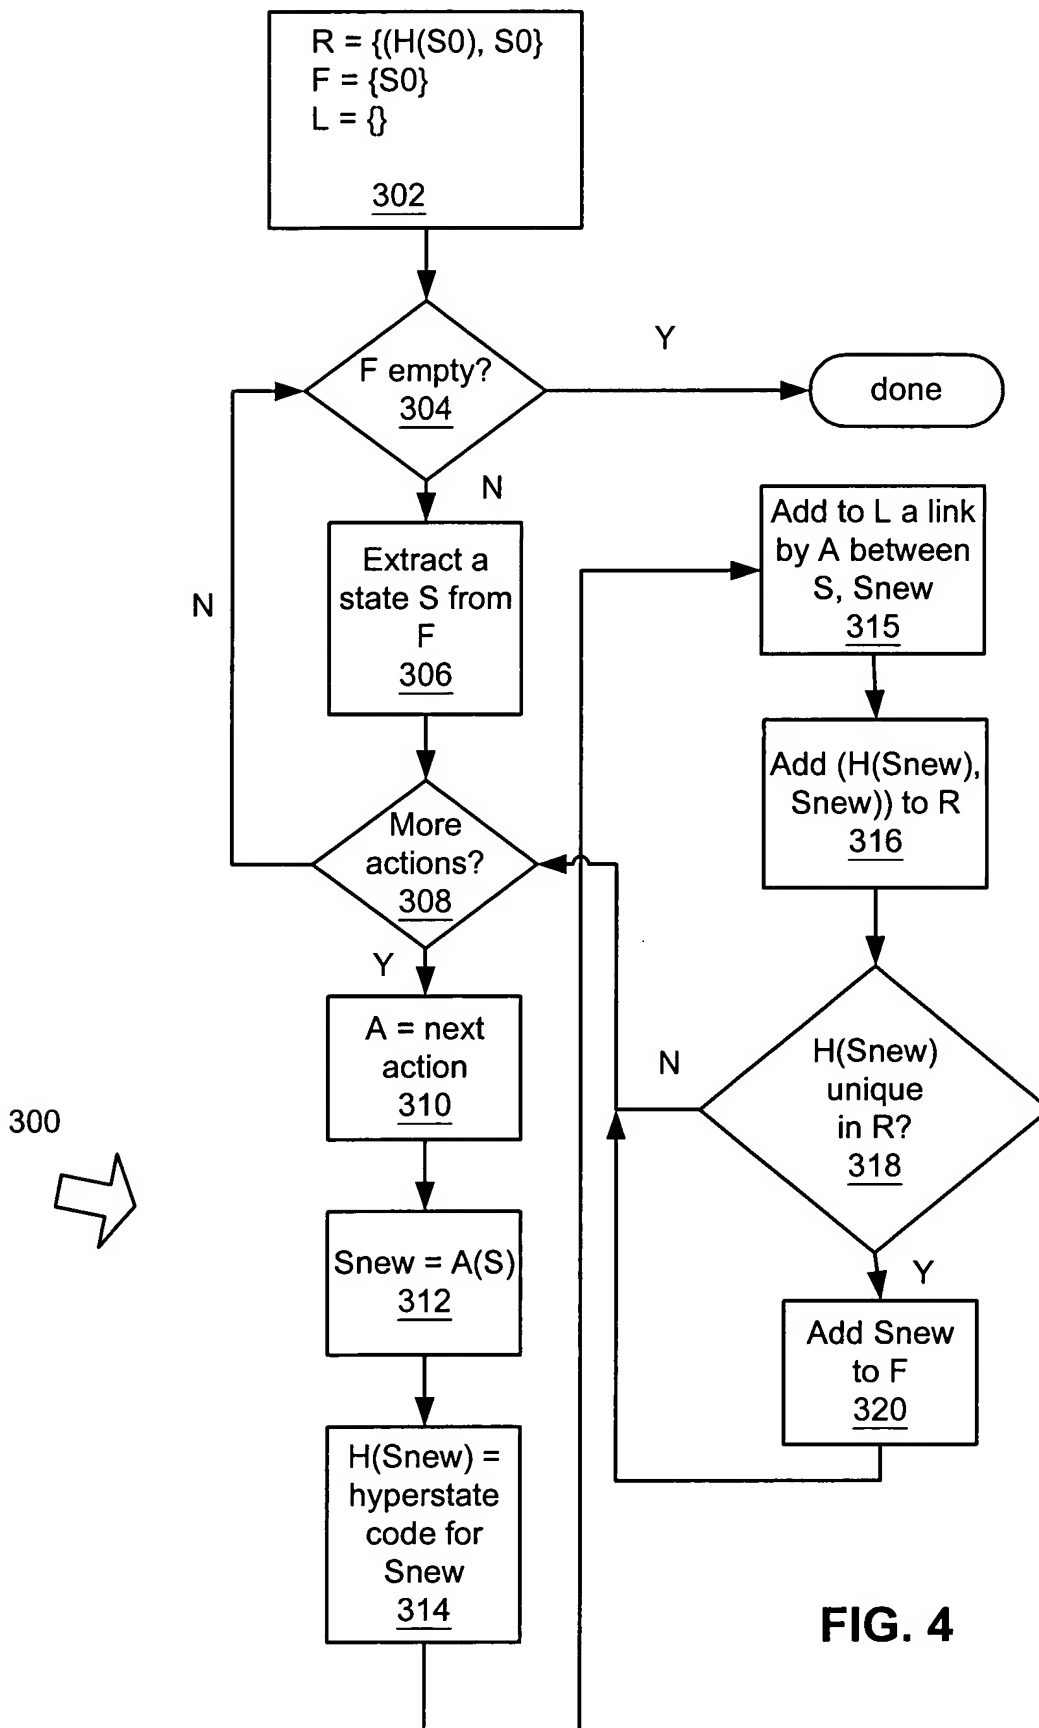 R = {(H(S0), S0}
F = {S0}
L = {}
302
F empty?
304
Y
done
N
Extract a
state S from
F
306
N
More
actions?
308
Y
A = next
action
310
Snew = A(S)
312
H(Snew) =
hyperstate
code for
Snew
314
Add to L a link
by A between
S, Snew
315
Add (H(Snew),
Snew)) to R
316
H(Snew)
unique
in R?
318
N
Y
Add Snew
to F
320
300
FIG. 4